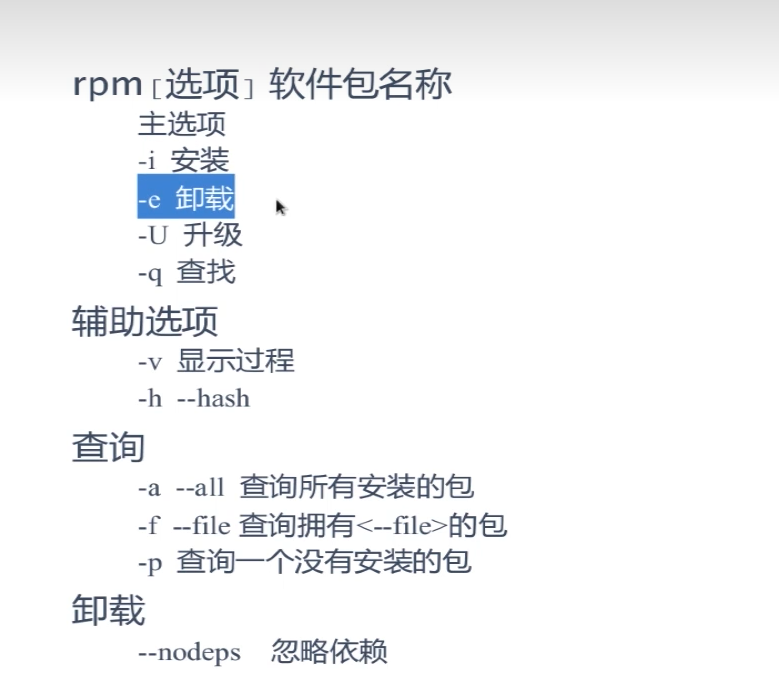 rpm [选项] 软件包名称
主选项
-i 安装
-e 卸载
-U 升级
-q 查找
辅助选项
-v 显示过程
-h --hash
查询
-a --all 查询所有安装的包
-f --file 查询拥有<--file>的包
-p 查询一个没有安装的包
卸载
--nodeps 忽略依赖